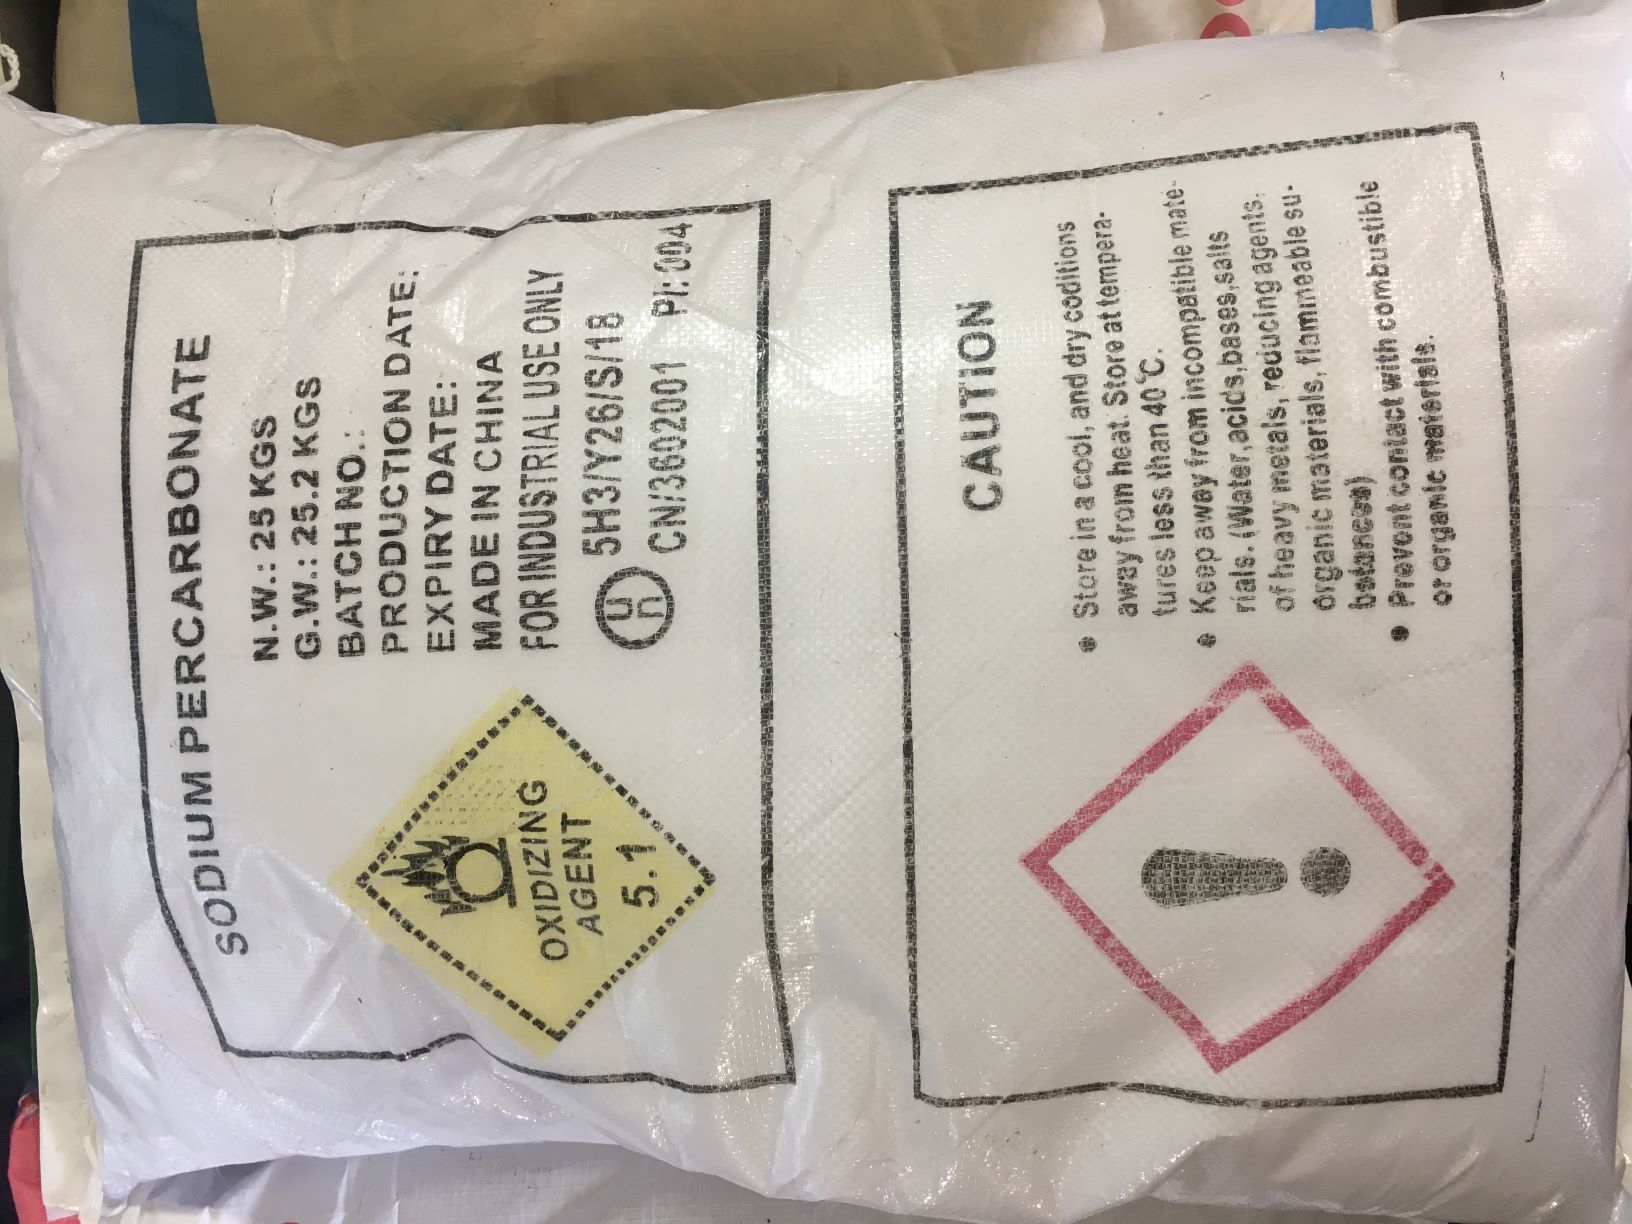 SODIUM PERCARBONATE
N.W.: 25 KGS
G.W.: 25.2 KGS
BATCH NO.:
PRODUCTION DATE:
EXPIRY DATE:
MADE IN CHINA
FOR INDUSTRIAL USE ONLY
un 5H3/Y26/S/18
CN/3602001 PI:004
OXIDIZING
AGENT
5.1
CAUTION
• Store in a cool, and dry coditions
away from heat. Store at tempera-
tures less than 40°C.
• Keep away from incompatible mate-
rials. (Water, acids, bases, salts
of heavy metals, reducing agents,
organic materials, flamneable su-
bstances)
• Prevont contact with combustible
or organic materials.